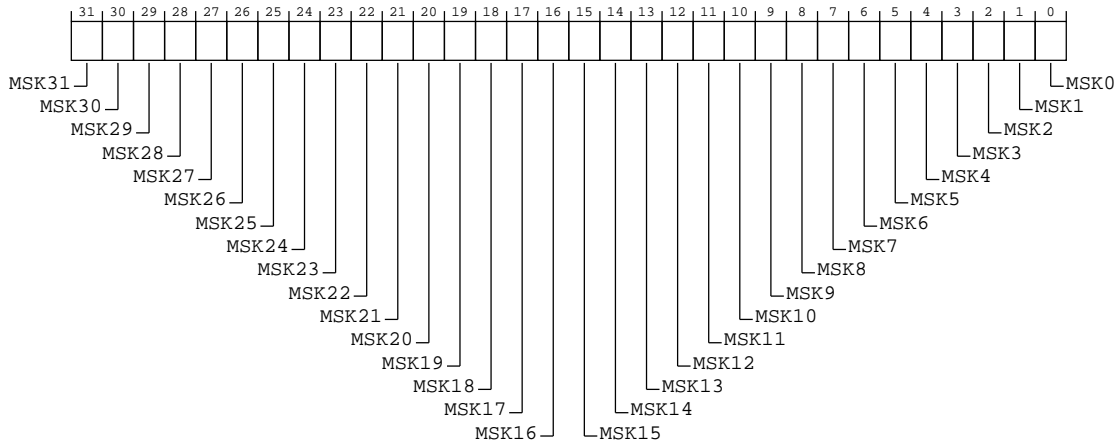 31 30 29 28 27 26 25 24 23 22 21 20 19 18 17 16 15 14 13 12 11 10 9 8 7 6 5 4 3 2 1 0
MSK31 MSK0
MSK30 MSK1
MSK29 MSK2
MSK28 MSK3
MSK27 MSK4
MSK26 MSK5
MSK25 MSK6
MSK24 MSK7
MSK23 MSK8
MSK22 MSK9
MSK21 MSK10
MSK20 MSK11
MSK19 MSK12
MSK18 MSK13
MSK17 MSK14
MSK16 MSK15